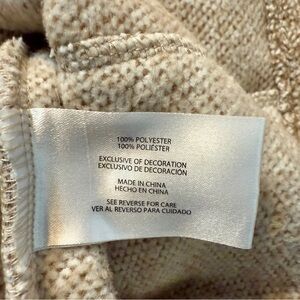 100% POLYESTER
100% POLIÉSTER
EXCLUSIVE OF DECORATION
EXCLUSIVO DE DECORACIÓN
MADE IN CHINA
HECHO EN CHINA
SEE REVERSE FOR CARE
VER AL REVERSO PARA CUIDADO